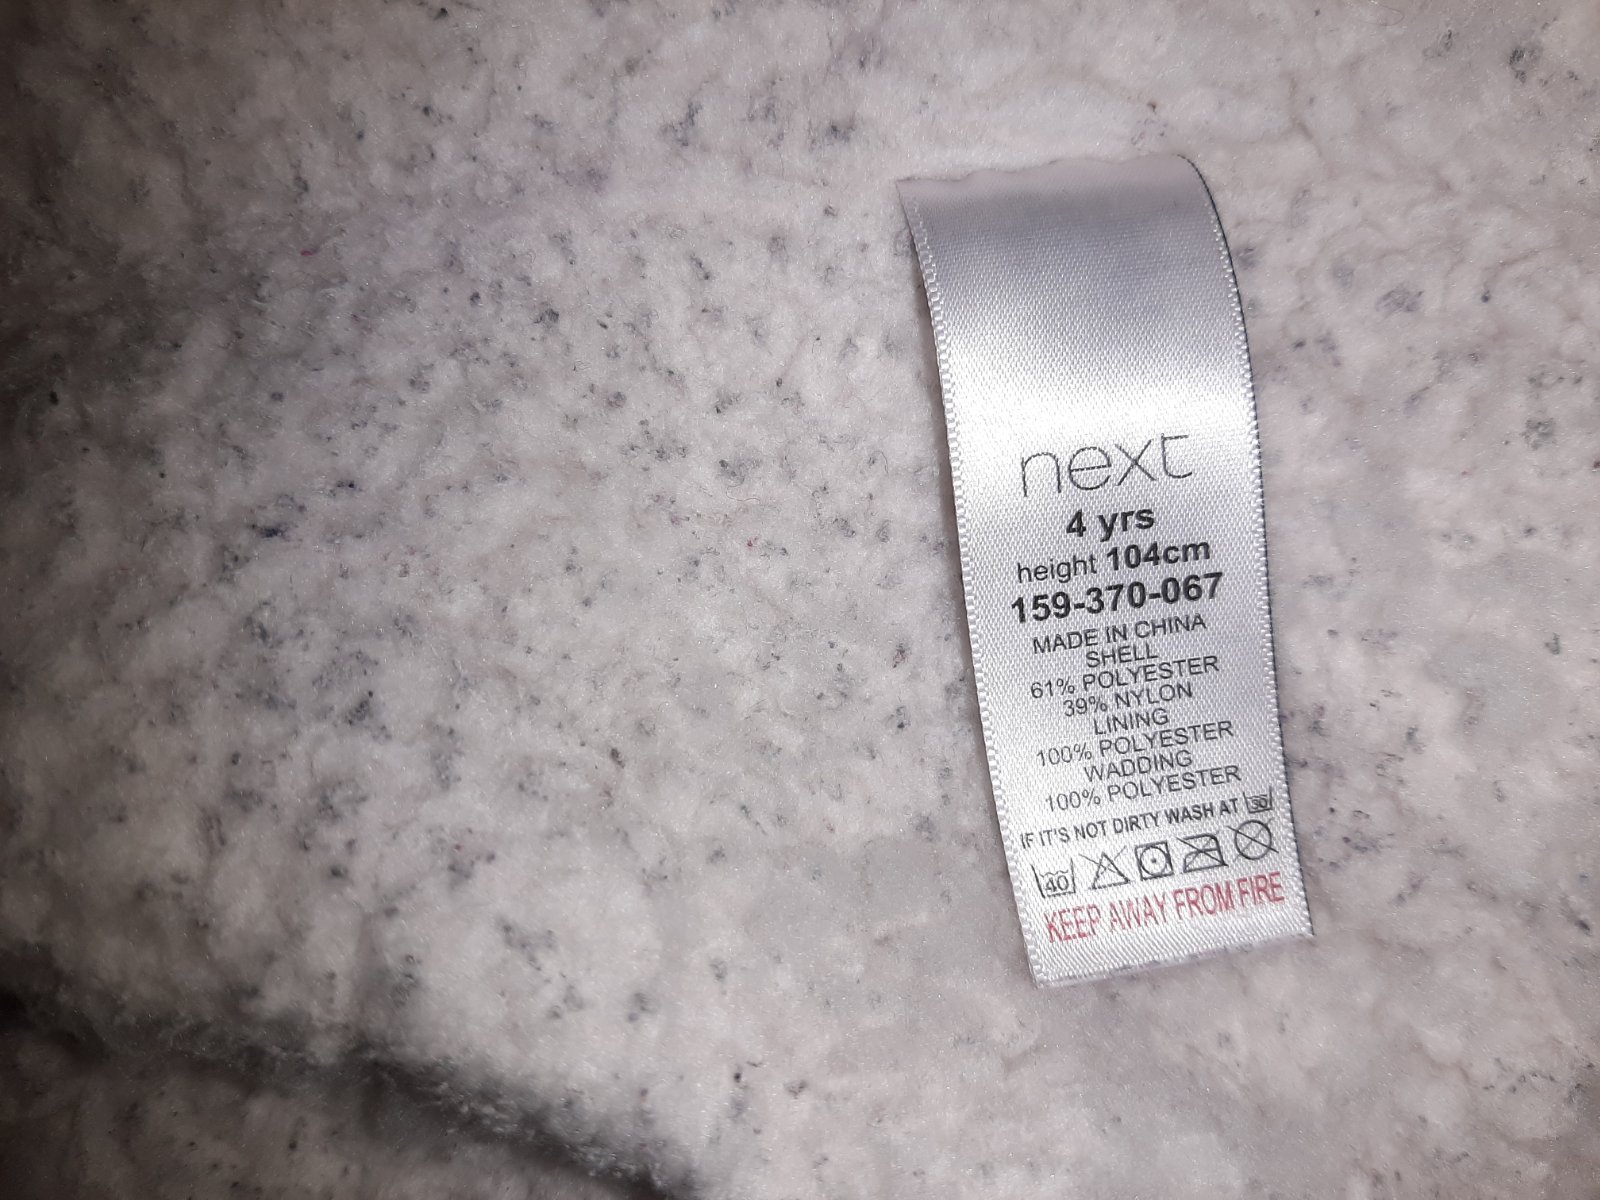 next
4 yrs
height 104cm
159-370-067
MADE IN CHINA
SHELL
61% POLYESTER
39% NYLON
LINING
100% POLYESTER
WADDING
100% POLYESTER
IF IT'S NOT DIRTY WASH AT 30
40
KEEP AWAY FROM FIRE